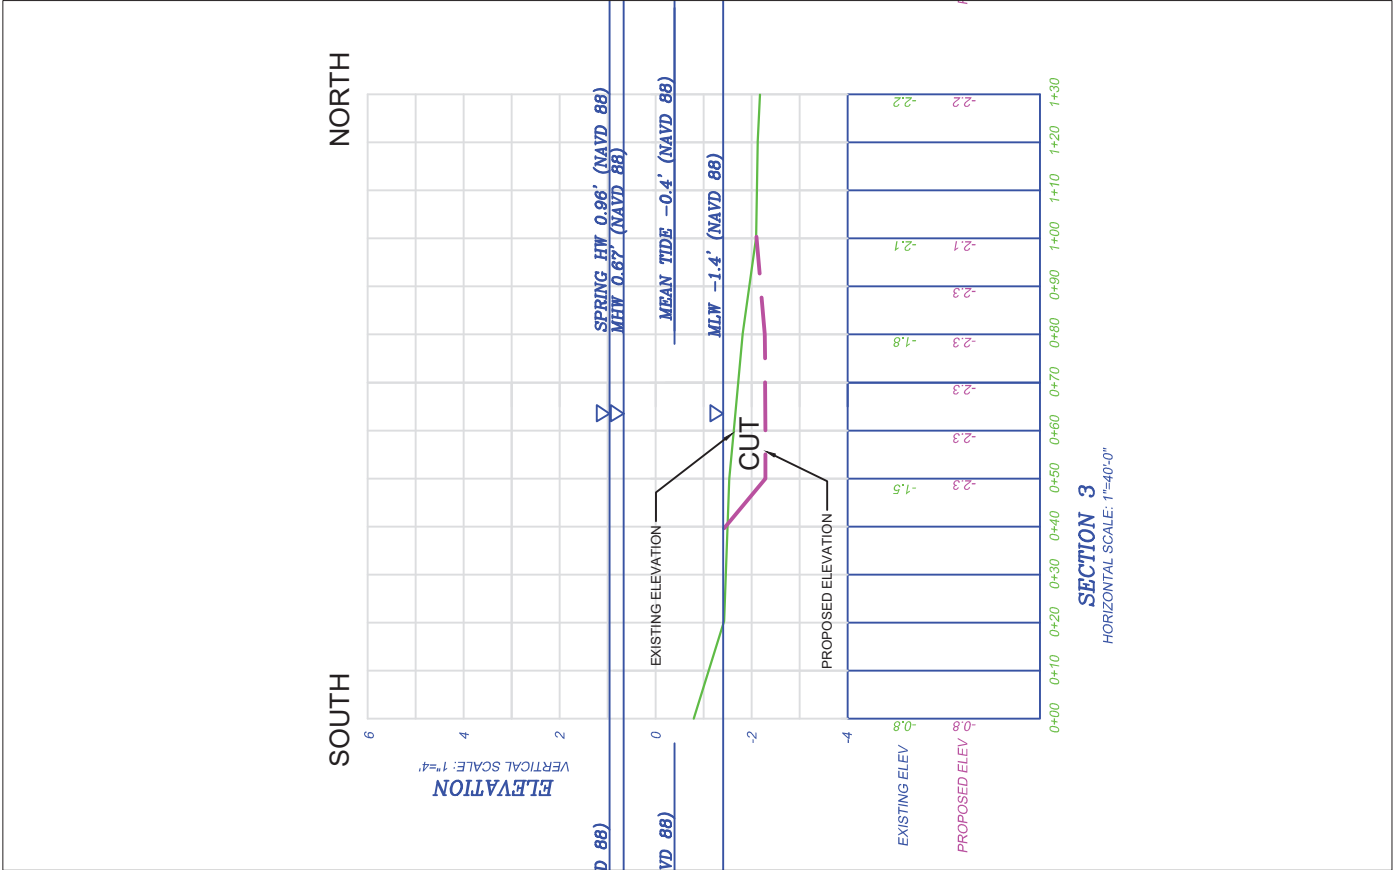 SOUTH
NORTH
SPRING HW 0.96' (NAVD 88)
MHW 0.67' (NAVD 88)
MEAN TIDE -0.4' (NAVD 88)
MLW -1.4' (NAVD 88)
D 88)
VD 88)
ELEVATION
VERTICAL SCALE: 1"=4'
6
4
2
0
-2
-4
EXISTING ELEVATION
CUT
PROPOSED ELEVATION
EXISTING ELEV
-0.8
-1.5
-1.8
-2.1
-2.2
PROPOSED ELEV
-0.8
-2.3
-2.3
-2.3
-2.3
-2.3
-2.1
-2.2
0+00
0+10
0+20
0+30
0+40
0+50
0+60
0+70
0+80
0+90
1+00
1+10
1+20
1+30
SECTION 3
HORIZONTAL SCALE: 1"=40'-0"